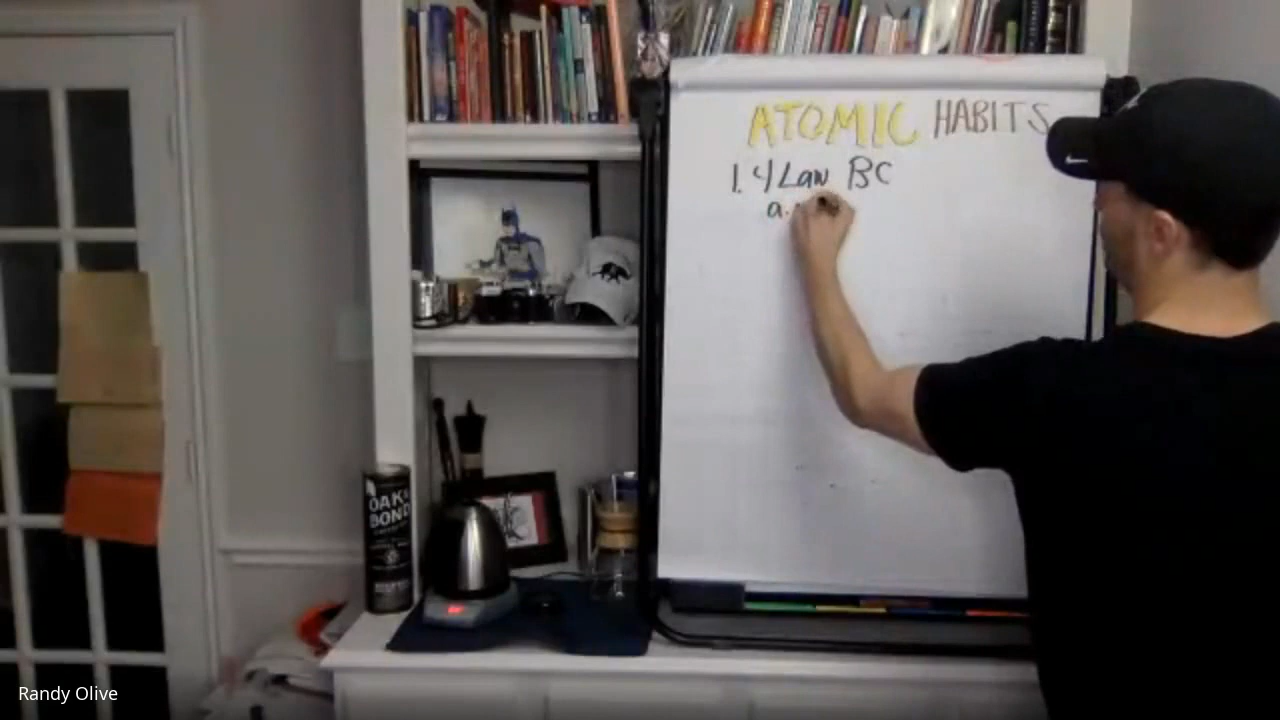 ATOMIC HABITS
1. 4 Law BC
a.
OAK &
BOND
Randy Olive